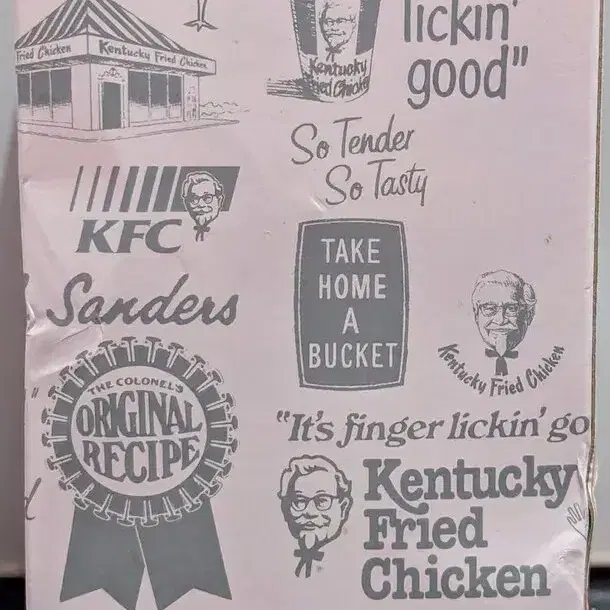 lickin'
good"
Fried Chicken
Kentucky Fried Chicken
Kentucky
Fried Chicken
So Tender
So Tasty
KFC
TAKE
HOME
A
BUCKET
Sanders
Kentucky Fried Chicken
THE COLONEL'S
ORIGINAL
RECIPE
"It's finger lickin' go
Kentucky
Fried
Chicken